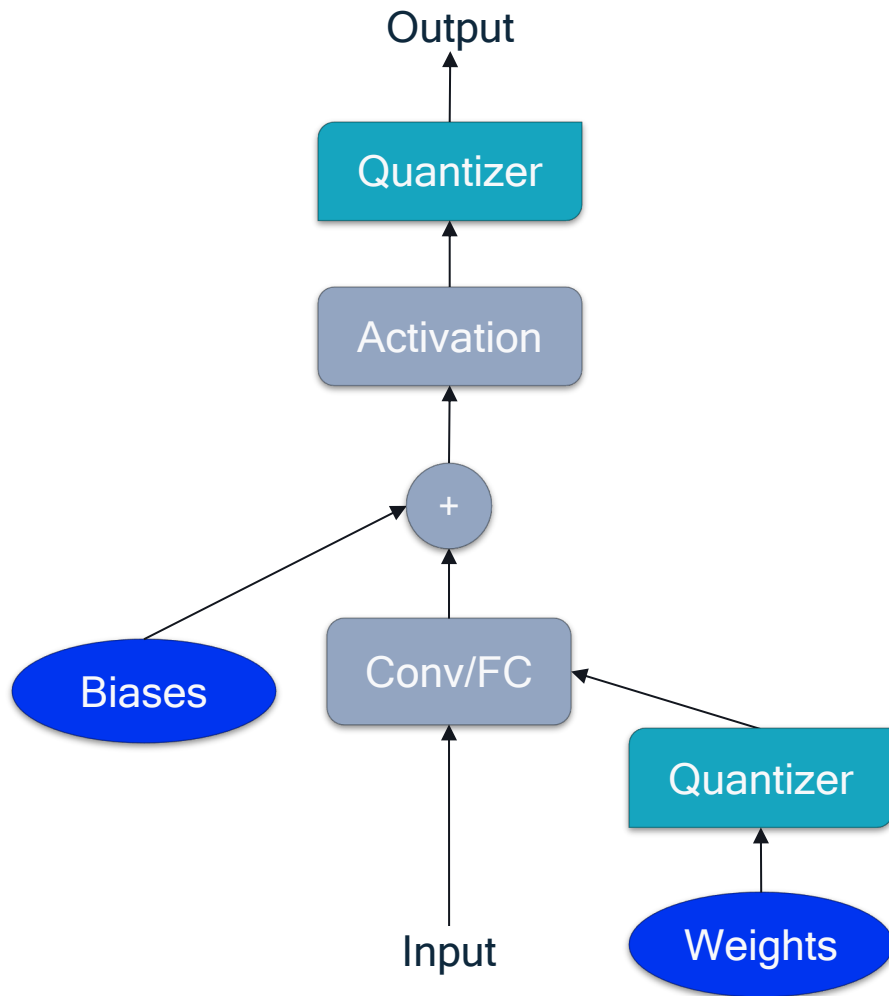 Output
Quantizer
Activation
+
Biases
Conv/FC
Quantizer
Input
Weights